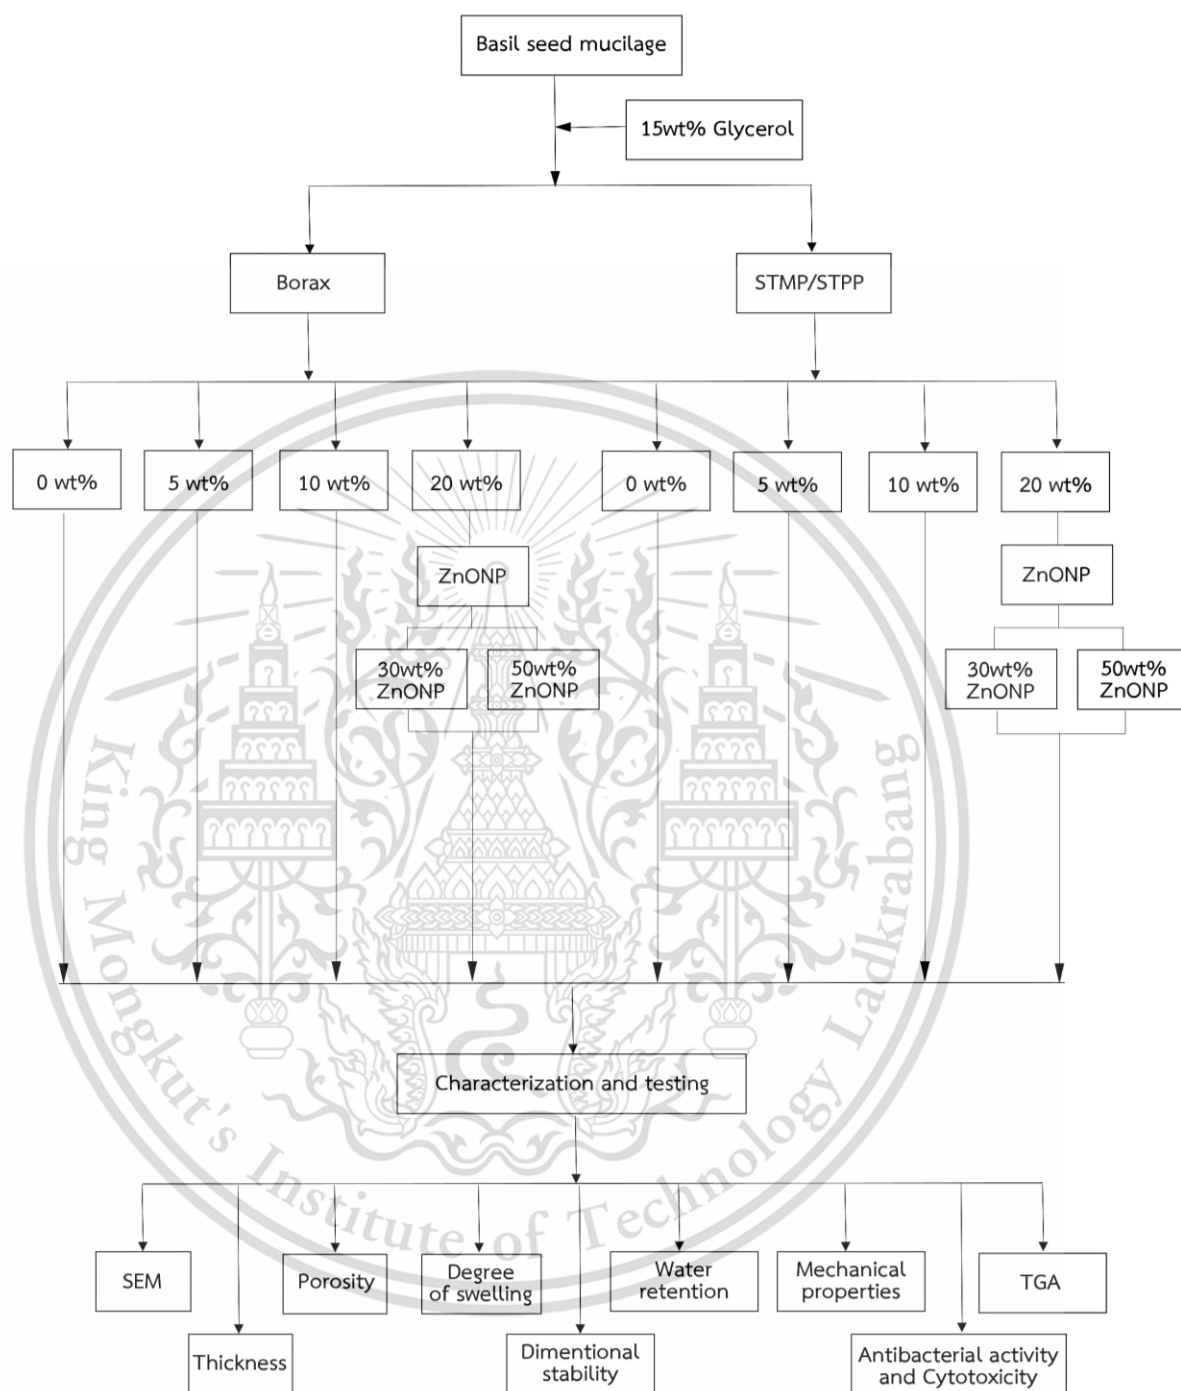 Basil seed mucilage
15wt% Glycerol
Borax
STMP/STPP
0 wt%
5 wt%
10 wt%
20 wt%
0 wt%
5 wt%
10 wt%
20 wt%
ZnONP
ZnONP
30wt%
ZnONP
50wt%
ZnONP
30wt%
ZnONP
50wt%
ZnONP
King Mongkut's Institute of Technology Ladkrabang
Characterization and testing
SEM
Porosity
Degree
of swelling
Water
retention
Mechanical
properties
TGA
Thickness
Dimentional
stability
Antibacterial activity
and Cytotoxicity